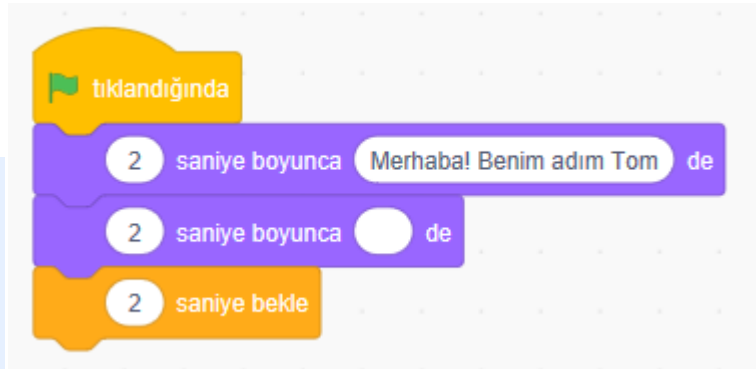 tıklandığında
2 saniye boyunca Merhaba! Benim adım Tom de
2 saniye boyunca de
2 saniye bekle